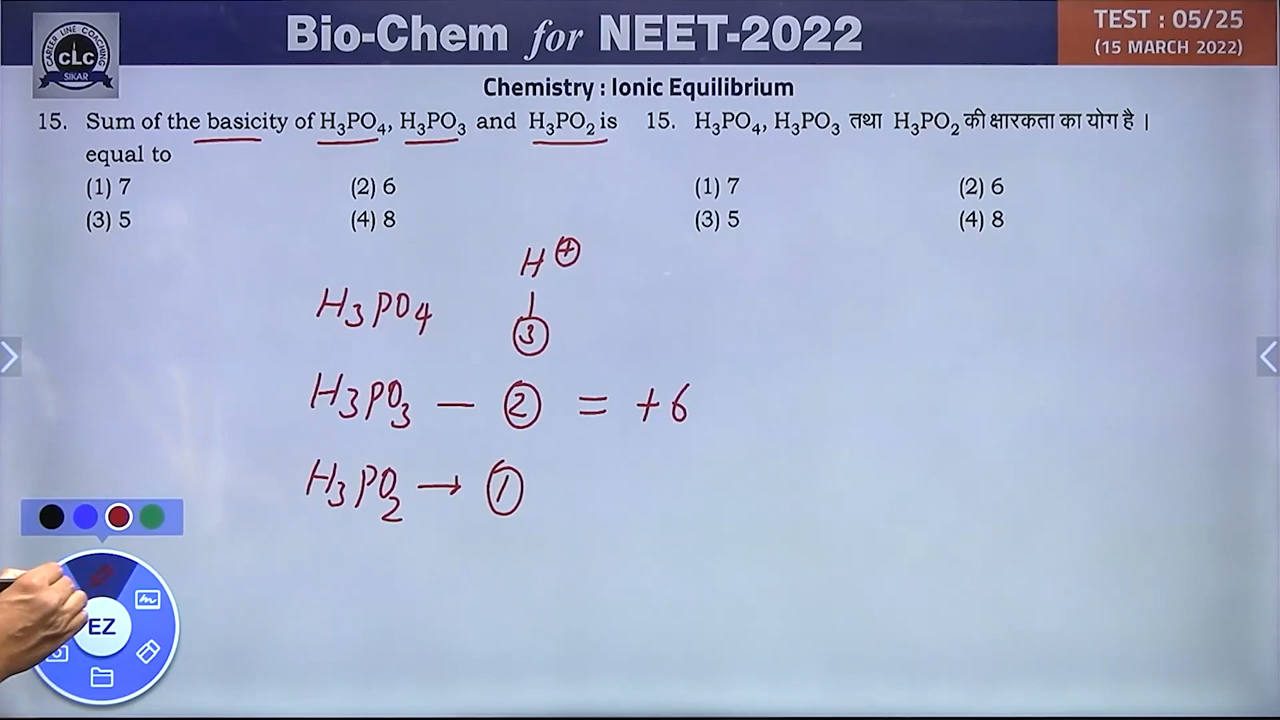 CAREER LINE COACHING
CLC
SIKAR
Bio-Chem for NEET-2022
TEST : 05/25
(15 MARCH 2022)
Chemistry : Ionic Equilibrium
15. Sum of the basicity of H₃PO₄, H₃PO₃ and H₃PO₂ is
equal to
(1) 7 (2) 6
(3) 5 (4) 8
15. H₃PO₄, H₃PO₃ तथा H₃PO₂ की क्षारकता का योग है ।
(1) 7 (2) 6
(3) 5 (4) 8
H⊕
H₃PO₄ ③
H₃PO₃ — ② = +6
H₃PO₂ → ①
EZ